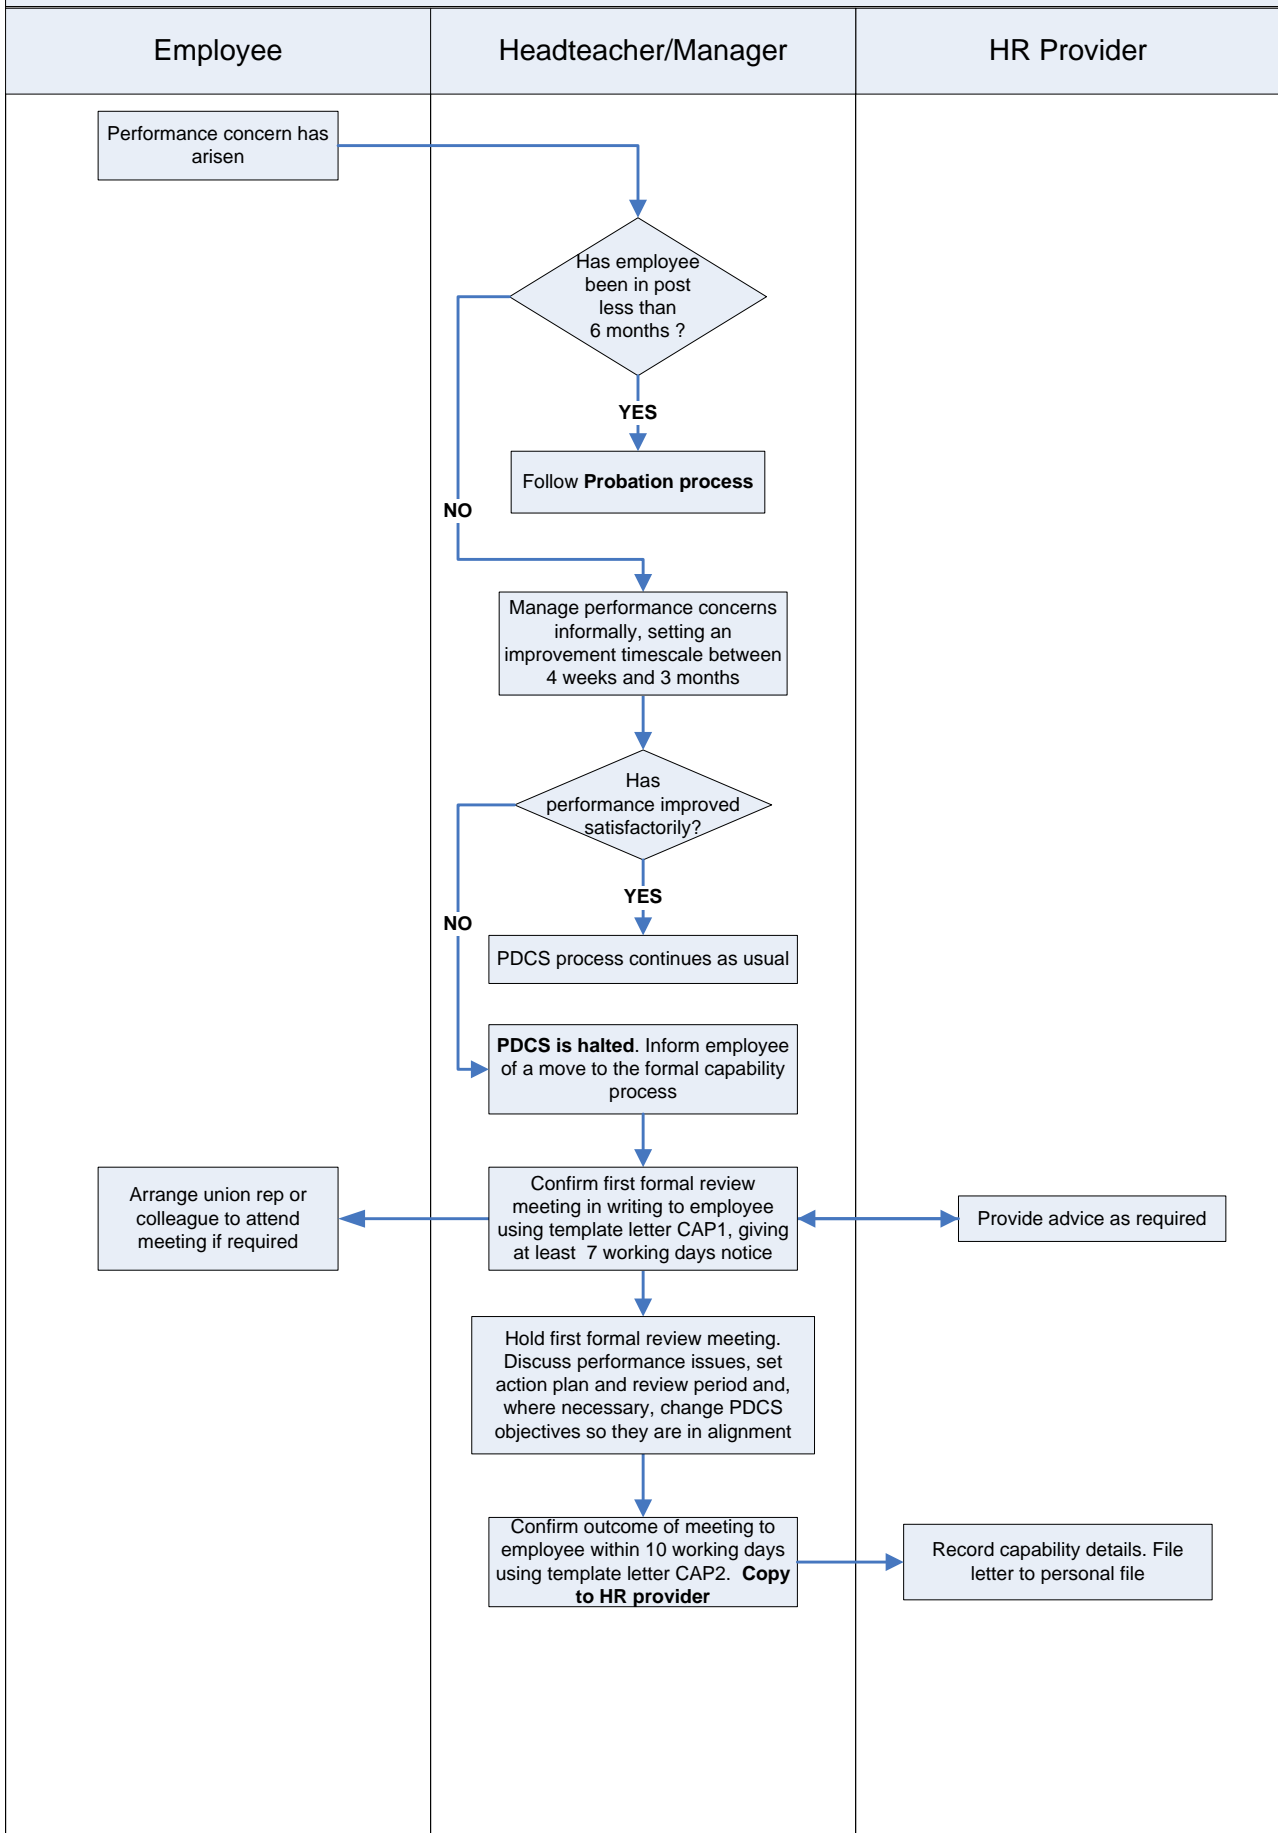 Employee
Headteacher/Manager
HR Provider
Performance concern has
arisen
Has employee
been in post
less than
6 months ?
YES
Follow Probation process
NO
Manage performance concerns
informally, setting an
improvement timescale between
4 weeks and 3 months
Has
performance improved
satisfactorily?
YES
NO
PDCS process continues as usual
PDCS is halted. Inform employee
of a move to the formal capability
process
Arrange union rep or
colleague to attend
meeting if required
Confirm first formal review
meeting in writing to employee
using template letter CAP1, giving
at least  7 working days notice
Provide advice as required
Hold first formal review meeting.
Discuss performance issues, set
action plan and review period and,
where necessary, change PDCS
objectives so they are in alignment
Confirm outcome of meeting to
employee within 10 working days
using template letter CAP2.  Copy
to HR provider
Record capability details. File
letter to personal file